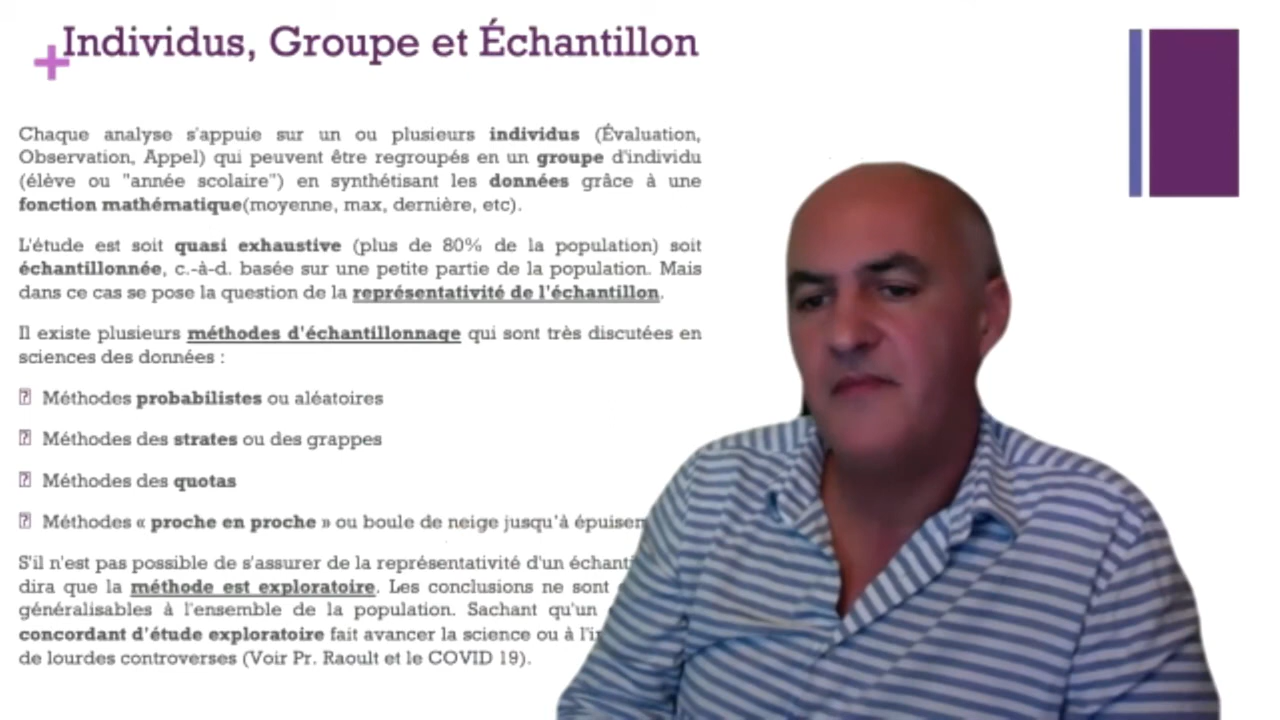 Individus, Groupe et Échantillon
Chaque analyse s'appuie sur un ou plusieurs individus (Évaluation,
Observation, Appel) qui peuvent être regroupés en un groupe d'individu
(élève ou "année scolaire") en synthétisant les données grâce à une
fonction mathématique(moyenne, max, dernière, etc).
L'étude est soit quasi exhaustive (plus de 80% de la population) soit
échantillonnée, c.-à-d. basée sur une petite partie de la population. Mais
dans ce cas se pose la question de la représentativité de l'échantillon.
Il existe plusieurs méthodes d'échantillonnage qui sont très discutées en
sciences des données :
Méthodes probabilistes ou aléatoires
Méthodes des strates ou des grappes
Méthodes des quotas
Méthodes « proche en proche » ou boule de neige jusqu'à
S'il n'est pas possible de s'assurer de la représentativité d'un
dira que la méthode est exploratoire. Les conclusions ne sont
généralisables à l'ensemble de la population. Sachant qu'un
concordant d'étude exploratoire fait avancer la science ou à
de lourdes controverses (Voir Pr. Raoult et le COVID 19).